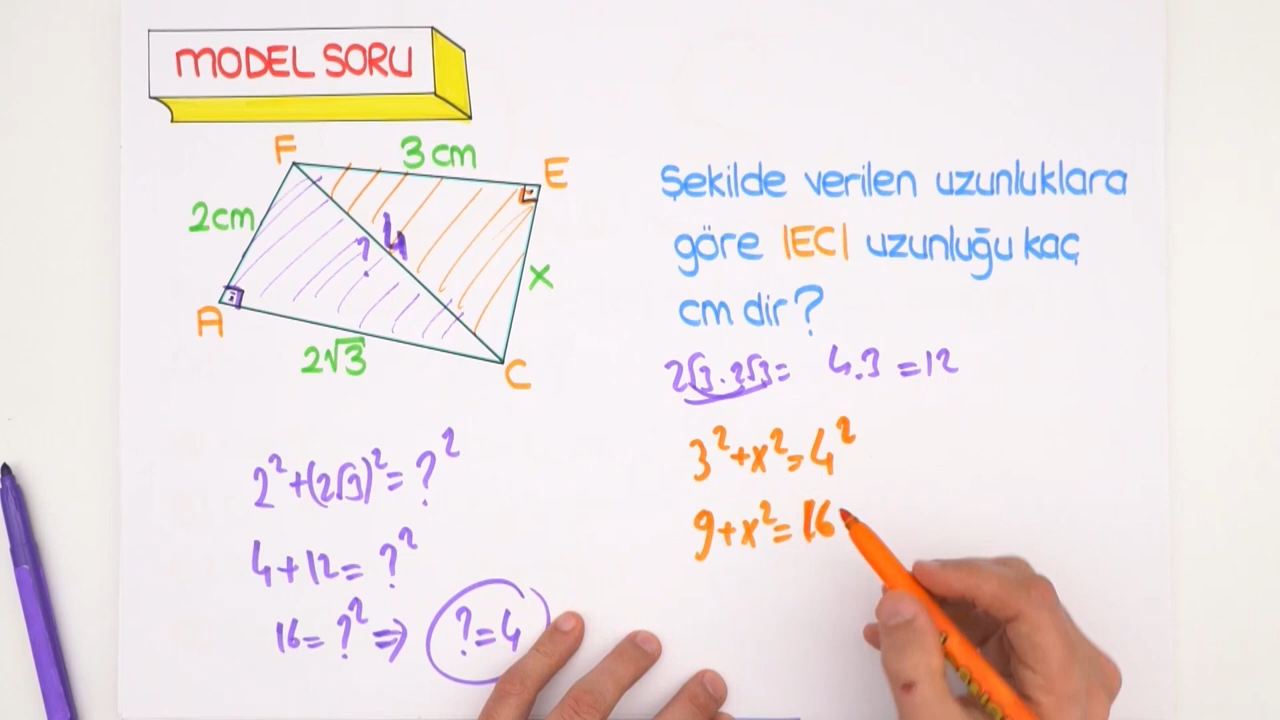 MODEL SORU
F
3 cm
E
2cm
4
?
x
A
2√3
C
Şekilde verilen uzunluklara
göre |EC| uzunluğu kaç
cm dir?
2√3 . 2√3 = 4.3 = 12
2² + (2√3)² = ?²
4 + 12 = ?²
16 = ?² ⇒ ? = 4
3² + x² = 4²
9 + x² = 16